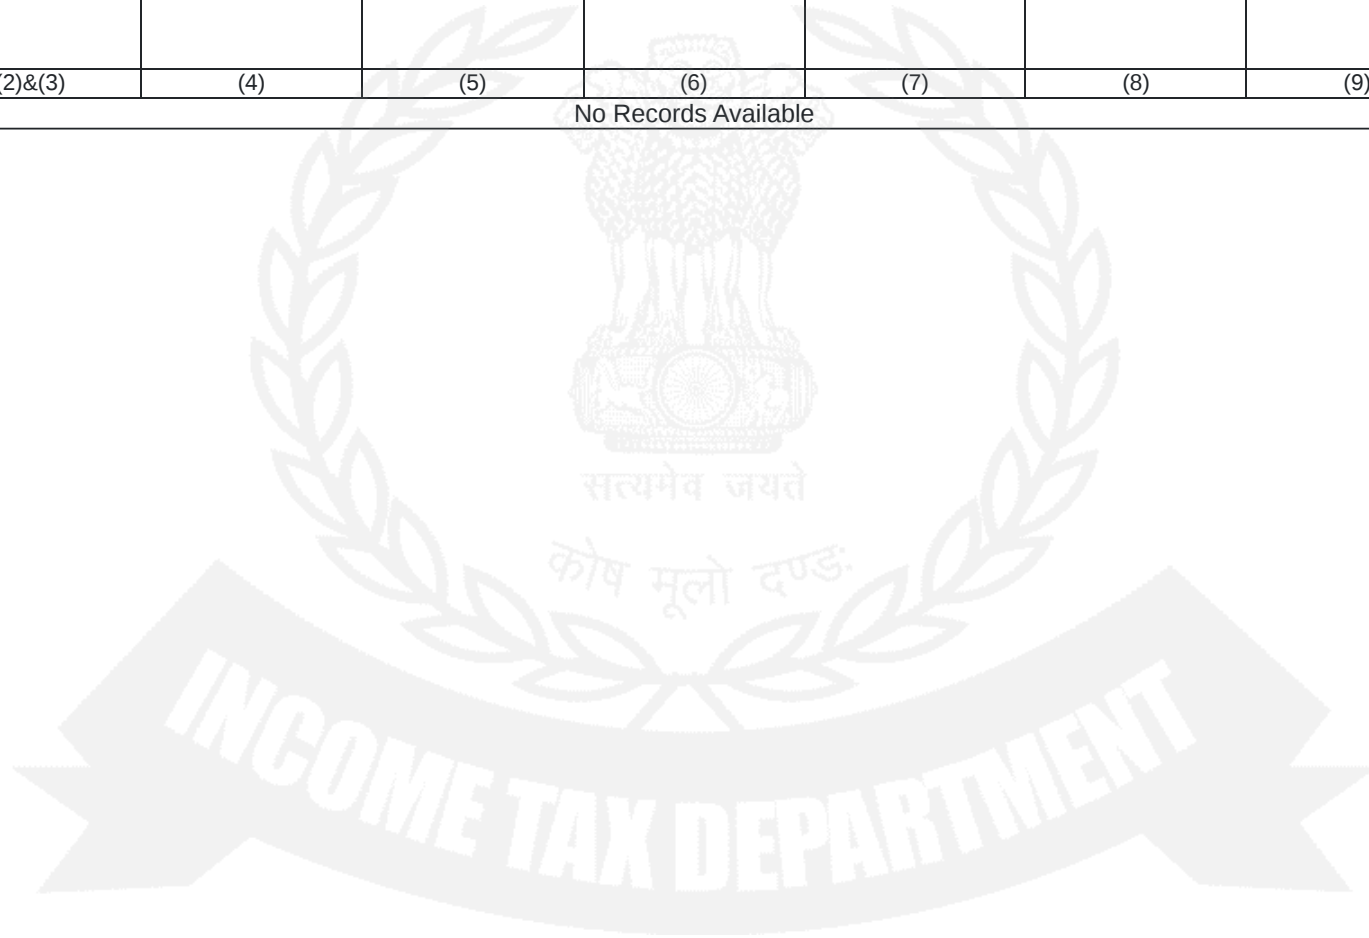 (2)&(3) (4) (5) (6) (7) (8) (9)
No Records Available
सत्यमेव जयते
कोष मूलो दण्डः
INCOME TAX DEPARTMENT